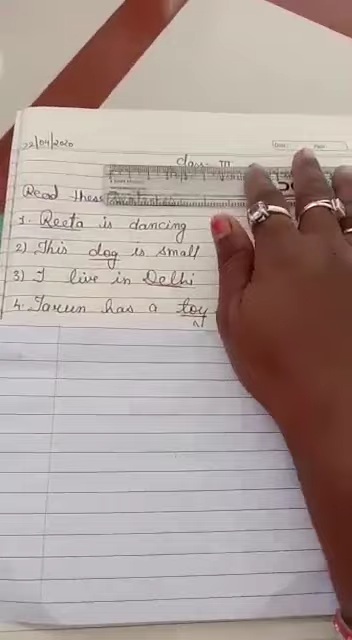 22/04/2020
class- III
Read these
1. Reeta is dancing
2) This dog is small
3) I live in Delhi
4. Tarun has a toy